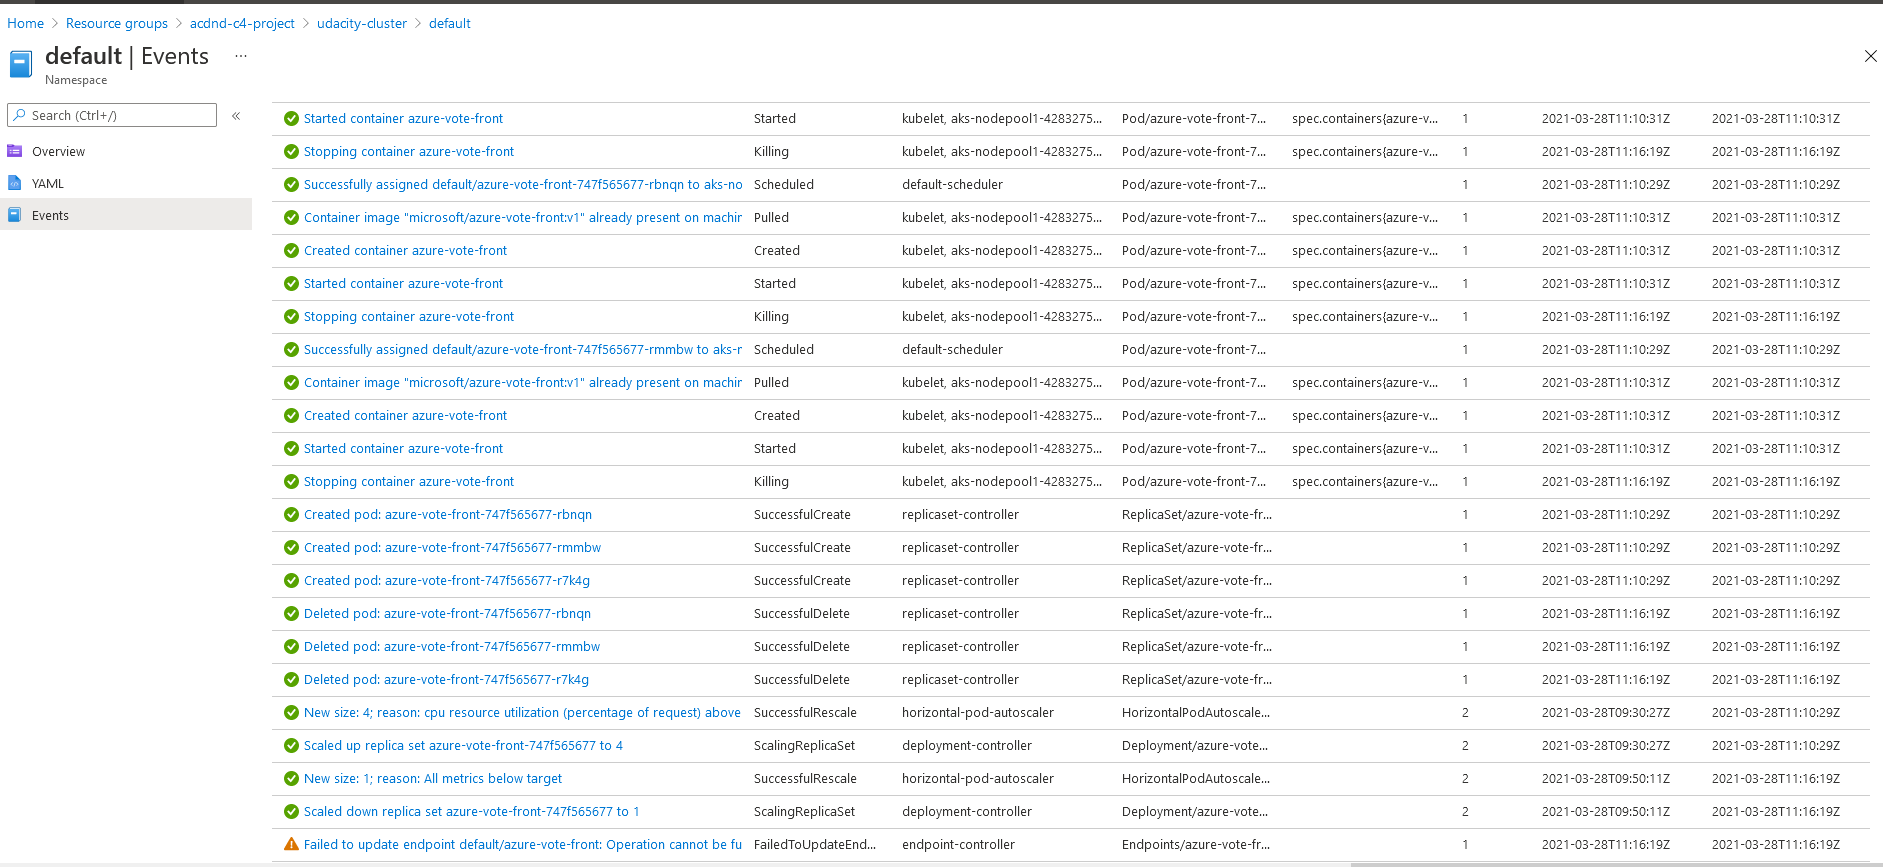 Home > Resource groups > acdnd-c4-project > udacity-cluster > default
default | Events ...
Namespace
Search (Ctrl+/) «
Overview
YAML
Events
Started container azure-vote-front Started kubelet, aks-nodepool1-4283275... Pod/azure-vote-front-7... spec.containers{azure-v... 1 2021-03-28T11:10:31Z 2021-03-28T11:10:31Z
Stopping container azure-vote-front Killing kubelet, aks-nodepool1-4283275... Pod/azure-vote-front-7... spec.containers{azure-v... 1 2021-03-28T11:16:19Z 2021-03-28T11:16:19Z
Successfully assigned default/azure-vote-front-747f565677-rbnqn to aks-no Scheduled default-scheduler Pod/azure-vote-front-7... 1 2021-03-28T11:10:29Z 2021-03-28T11:10:29Z
Container image "microsoft/azure-vote-front:v1" already present on machin Pulled kubelet, aks-nodepool1-4283275... Pod/azure-vote-front-7... spec.containers{azure-v... 1 2021-03-28T11:10:31Z 2021-03-28T11:10:31Z
Created container azure-vote-front Created kubelet, aks-nodepool1-4283275... Pod/azure-vote-front-7... spec.containers{azure-v... 1 2021-03-28T11:10:31Z 2021-03-28T11:10:31Z
Started container azure-vote-front Started kubelet, aks-nodepool1-4283275... Pod/azure-vote-front-7... spec.containers{azure-v... 1 2021-03-28T11:10:31Z 2021-03-28T11:10:31Z
Stopping container azure-vote-front Killing kubelet, aks-nodepool1-4283275... Pod/azure-vote-front-7... spec.containers{azure-v... 1 2021-03-28T11:16:19Z 2021-03-28T11:16:19Z
Successfully assigned default/azure-vote-front-747f565677-rmmbw to aks-r Scheduled default-scheduler Pod/azure-vote-front-7... 1 2021-03-28T11:10:29Z 2021-03-28T11:10:29Z
Container image "microsoft/azure-vote-front:v1" already present on machin Pulled kubelet, aks-nodepool1-4283275... Pod/azure-vote-front-7... spec.containers{azure-v... 1 2021-03-28T11:10:31Z 2021-03-28T11:10:31Z
Created container azure-vote-front Created kubelet, aks-nodepool1-4283275... Pod/azure-vote-front-7... spec.containers{azure-v... 1 2021-03-28T11:10:31Z 2021-03-28T11:10:31Z
Started container azure-vote-front Started kubelet, aks-nodepool1-4283275... Pod/azure-vote-front-7... spec.containers{azure-v... 1 2021-03-28T11:10:31Z 2021-03-28T11:10:31Z
Stopping container azure-vote-front Killing kubelet, aks-nodepool1-4283275... Pod/azure-vote-front-7... spec.containers{azure-v... 1 2021-03-28T11:16:19Z 2021-03-28T11:16:19Z
Created pod: azure-vote-front-747f565677-rbnqn SuccessfulCreate replicaset-controller ReplicaSet/azure-vote-fr... 1 2021-03-28T11:10:29Z 2021-03-28T11:10:29Z
Created pod: azure-vote-front-747f565677-rmmbw SuccessfulCreate replicaset-controller ReplicaSet/azure-vote-fr... 1 2021-03-28T11:10:29Z 2021-03-28T11:10:29Z
Created pod: azure-vote-front-747f565677-r7k4g SuccessfulCreate replicaset-controller ReplicaSet/azure-vote-fr... 1 2021-03-28T11:10:29Z 2021-03-28T11:10:29Z
Deleted pod: azure-vote-front-747f565677-rbnqn SuccessfulDelete replicaset-controller ReplicaSet/azure-vote-fr... 1 2021-03-28T11:16:19Z 2021-03-28T11:16:19Z
Deleted pod: azure-vote-front-747f565677-rmmbw SuccessfulDelete replicaset-controller ReplicaSet/azure-vote-fr... 1 2021-03-28T11:16:19Z 2021-03-28T11:16:19Z
Deleted pod: azure-vote-front-747f565677-r7k4g SuccessfulDelete replicaset-controller ReplicaSet/azure-vote-fr... 1 2021-03-28T11:16:19Z 2021-03-28T11:16:19Z
New size: 4; reason: cpu resource utilization (percentage of request) above SuccessfulRescale horizontal-pod-autoscaler HorizontalPodAutoscale... 2 2021-03-28T09:30:27Z 2021-03-28T11:10:29Z
Scaled up replica set azure-vote-front-747f565677 to 4 ScalingReplicaSet deployment-controller Deployment/azure-vote... 2 2021-03-28T09:30:27Z 2021-03-28T11:10:29Z
New size: 1; reason: All metrics below target SuccessfulRescale horizontal-pod-autoscaler HorizontalPodAutoscale... 2 2021-03-28T09:50:11Z 2021-03-28T11:16:19Z
Scaled down replica set azure-vote-front-747f565677 to 1 ScalingReplicaSet deployment-controller Deployment/azure-vote... 2 2021-03-28T09:50:11Z 2021-03-28T11:16:19Z
Failed to update endpoint default/azure-vote-front: Operation cannot be fu FailedToUpdateEnd... endpoint-controller Endpoints/azure-vote-fr... 1 2021-03-28T11:16:19Z 2021-03-28T11:16:19Z